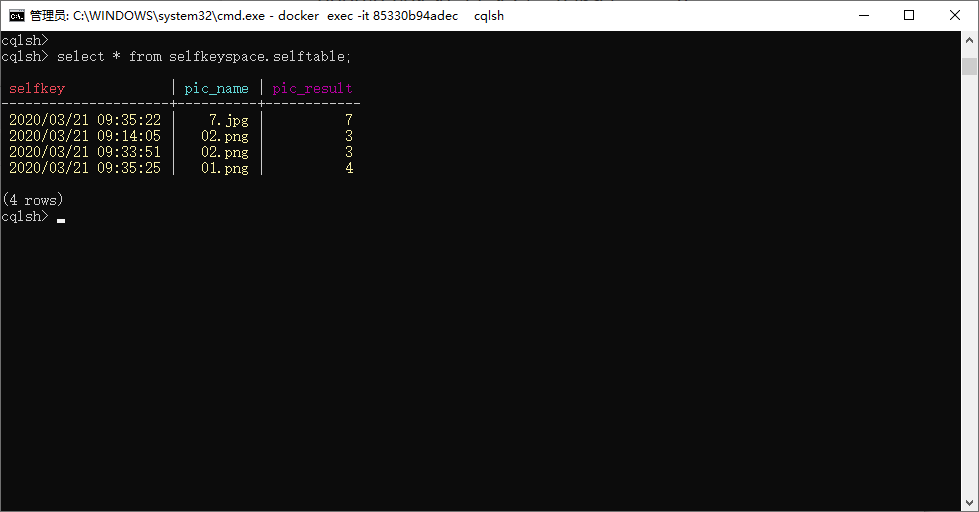 管理员: C:\WINDOWS\system32\cmd.exe - docker  exec -it 85330b94adec    cqlsh
cqlsh>
cqlsh> select * from selfkeyspace.selftable;
 selfkey             | pic_name | pic_result
---------------------+----------+------------
 2020/03/21 09:35:22 |    7.jpg |          7
 2020/03/21 09:14:05 |   02.png |          3
 2020/03/21 09:33:51 |   02.png |          3
 2020/03/21 09:35:25 |   01.png |          4
(4 rows)
cqlsh>